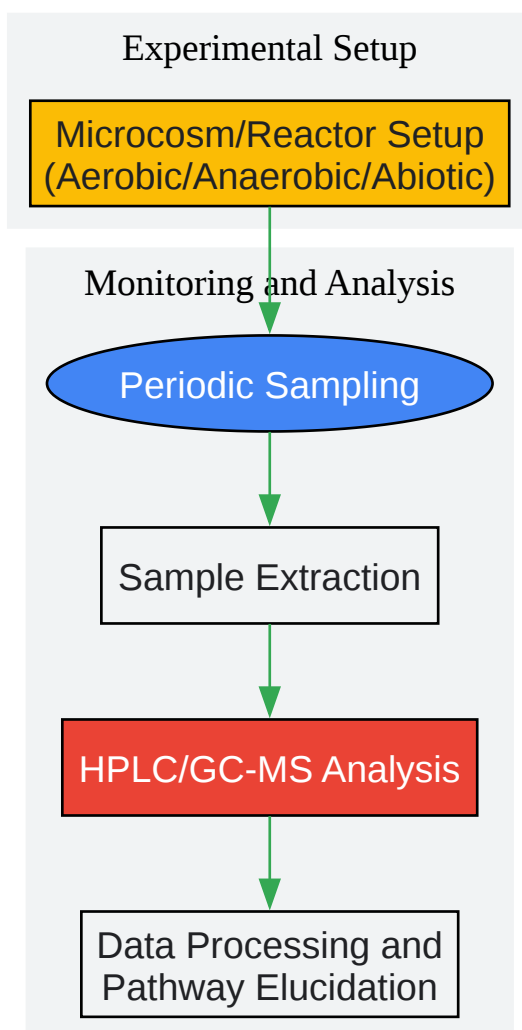 Experimental Setup
Microcosm/Reactor Setup
(Aerobic/Anaerobic/Abiotic)
Monitoring and Analysis
Periodic Sampling
Sample Extraction
HPLC/GC-MS Analysis
Data Processing and
Pathway Elucidation